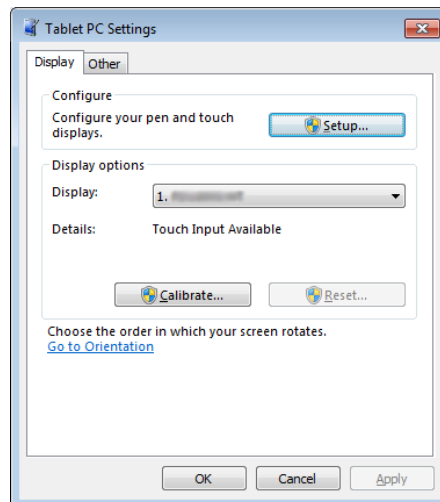 Tablet PC Settings
Display Other
Configure
Configure your pen and touch
displays.
Setup...
Display options
Display: 1.
Details: Touch Input Available
Calibrate... Reset...
Choose the order in which your screen rotates.
Go to Orientation
OK Cancel Apply